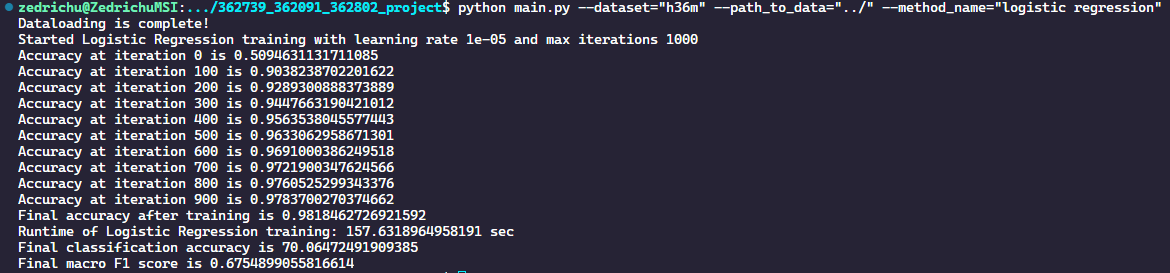 zedrichu@ZedrichuMSI:.../362739_362091_362802_project$ python main.py --dataset="h36m" --path_to_data="../" --method_name="logistic regression"
Dataloading is complete!
Started Logistic Regression training with learning rate 1e-05 and max iterations 1000
Accuracy at iteration 0 is 0.5094631131711085
Accuracy at iteration 100 is 0.9038238702201622
Accuracy at iteration 200 is 0.9289300888373889
Accuracy at iteration 300 is 0.9447663190421012
Accuracy at iteration 400 is 0.9563538045577443
Accuracy at iteration 500 is 0.9633062958671301
Accuracy at iteration 600 is 0.9691000386249518
Accuracy at iteration 700 is 0.9721900347624566
Accuracy at iteration 800 is 0.9760525299343376
Accuracy at iteration 900 is 0.9783700270374662
Final accuracy after training is 0.9818462726921592
Runtime of Logistic Regression training: 157.6318964958191 sec
Final classification accuracy is 70.06472491909385
Final macro F1 score is 0.6754899055816614